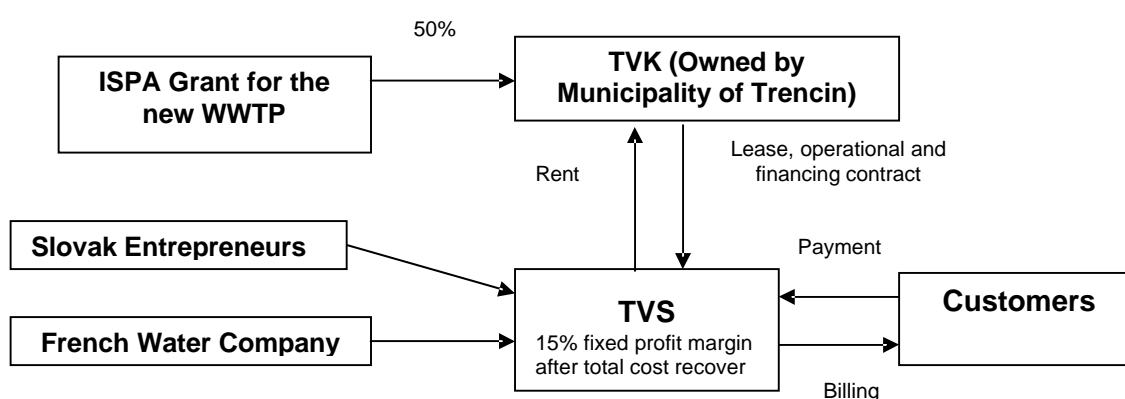 50%
ISPA Grant for the
new WWTP
TVK (Owned by
Municipality of Trencin)
Rent
Lease, operational and
financing contract
Slovak Entrepreneurs
Payment
French Water Company
TVS
15% fixed profit margin
after total cost recover
Customers
Billing